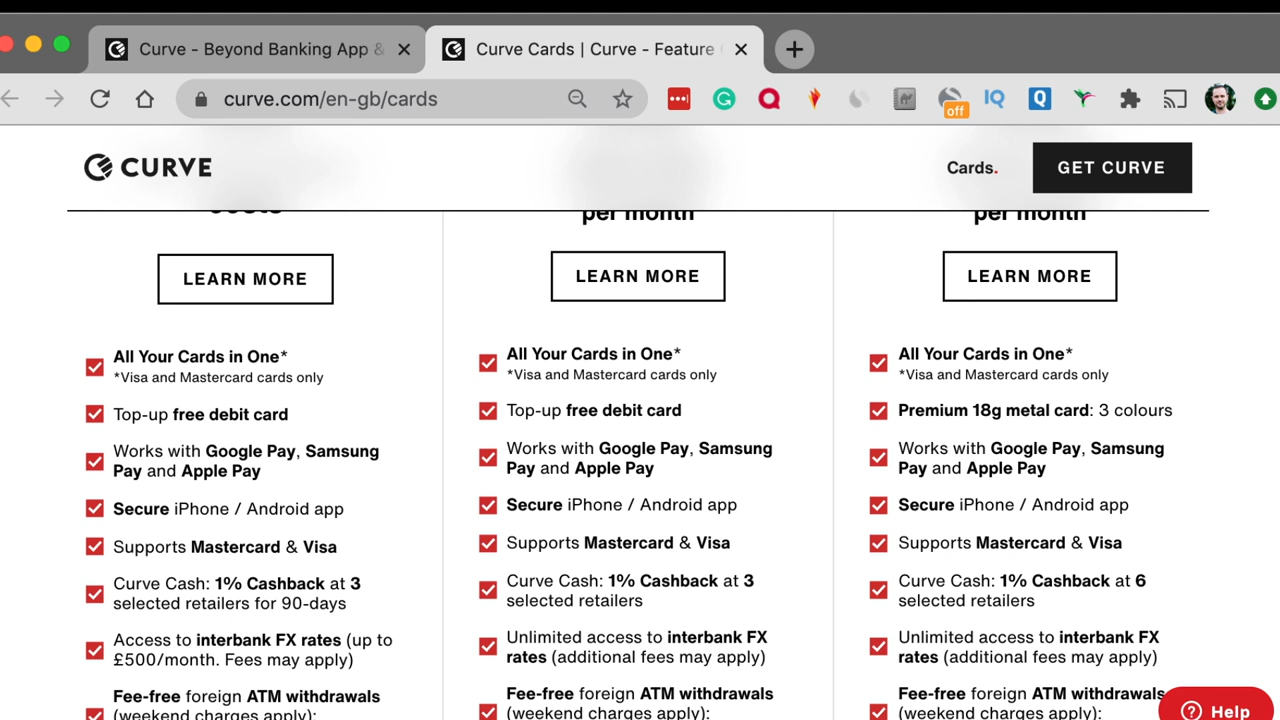 Curve - Beyond Banking App &
Curve Cards | Curve - Feature
curve.com/en-gb/cards
off
IQ
Q
CURVE
Cards.
GET CURVE
costs
per month
per month
LEARN MORE
LEARN MORE
LEARN MORE
All Your Cards in One*
*Visa and Mastercard cards only
Top-up free debit card
Works with Google Pay, Samsung
Pay and Apple Pay
Secure iPhone / Android app
Supports Mastercard & Visa
Curve Cash: 1% Cashback at 3
selected retailers for 90-days
Access to interbank FX rates (up to
£500/month. Fees may apply)
Fee-free foreign ATM withdrawals
(weekend charges apply):
All Your Cards in One*
*Visa and Mastercard cards only
Top-up free debit card
Works with Google Pay, Samsung
Pay and Apple Pay
Secure iPhone / Android app
Supports Mastercard & Visa
Curve Cash: 1% Cashback at 3
selected retailers
Unlimited access to interbank FX
rates (additional fees may apply)
Fee-free foreign ATM withdrawals
(weekend charges apply):
All Your Cards in One*
*Visa and Mastercard cards only
Premium 18g metal card: 3 colours
Works with Google Pay, Samsung
Pay and Apple Pay
Secure iPhone / Android app
Supports Mastercard & Visa
Curve Cash: 1% Cashback at 6
selected retailers
Unlimited access to interbank FX
rates (additional fees may apply)
Fee-free foreign ATM withdrawals
(weekend charges apply):
Help